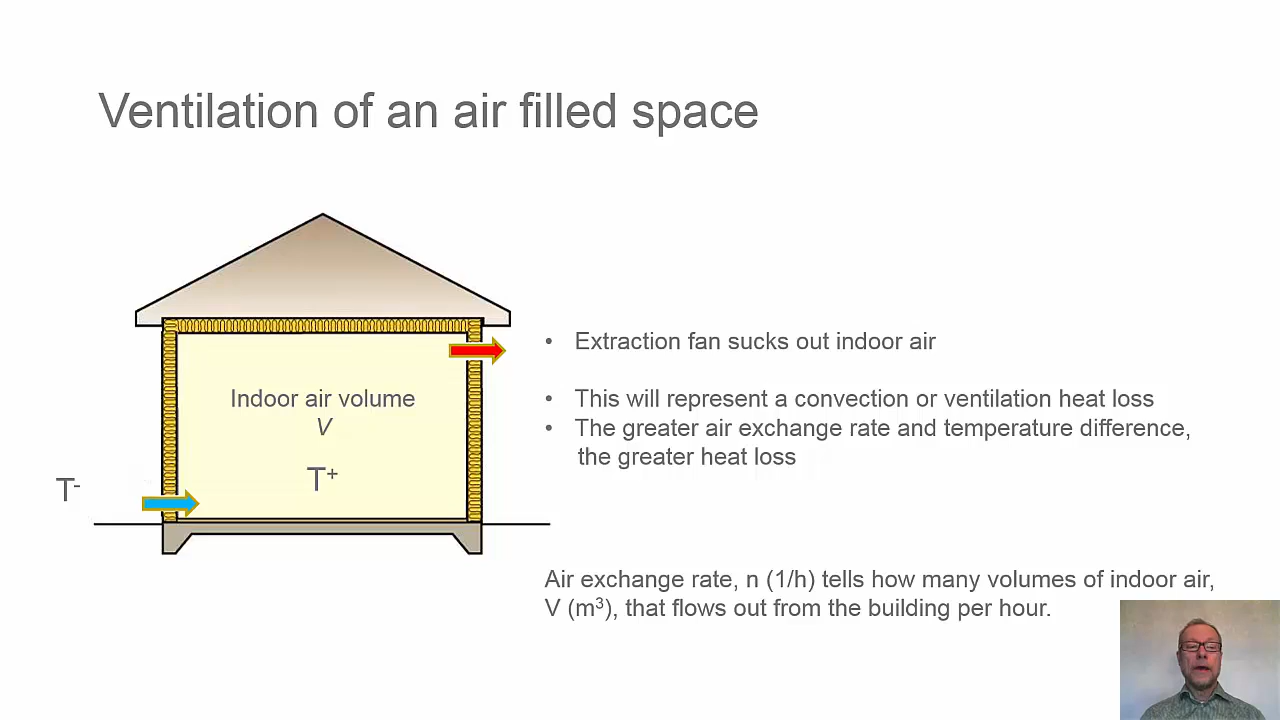 Ventilation of an air filled space
Indoor air volume
V
T⁺
T⁻
• Extraction fan sucks out indoor air
• This will represent a convection or ventilation heat loss
• The greater air exchange rate and temperature difference,
the greater heat loss
Air exchange rate, n (1/h) tells how many volumes of indoor air,
V (m³), that flows out from the building per hour.